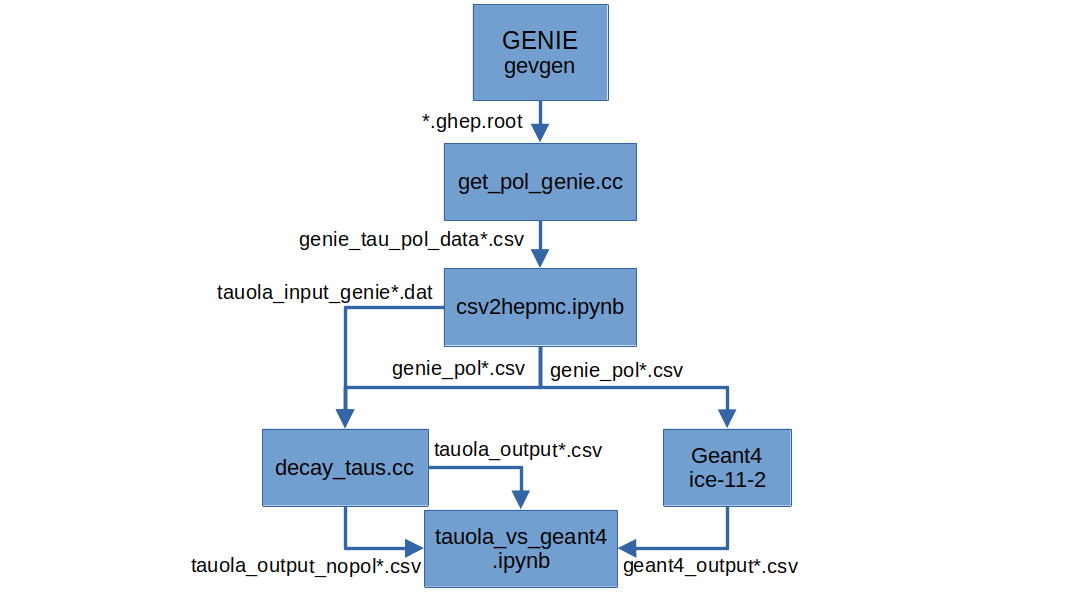 GENIE
gevgen
*.ghep.root
get_pol_genie.cc
genie_tau_pol_data*.csv
tauola_input_genie*.dat
csv2hepmc.ipynb
genie_pol*.csv
genie_pol*.csv
decay_taus.cc
tauola_output*.csv
Geant4
ice-11-2
tauola_vs_geant4
.ipynb
tauola_output_nopol*.csv
geant4_output*.csv